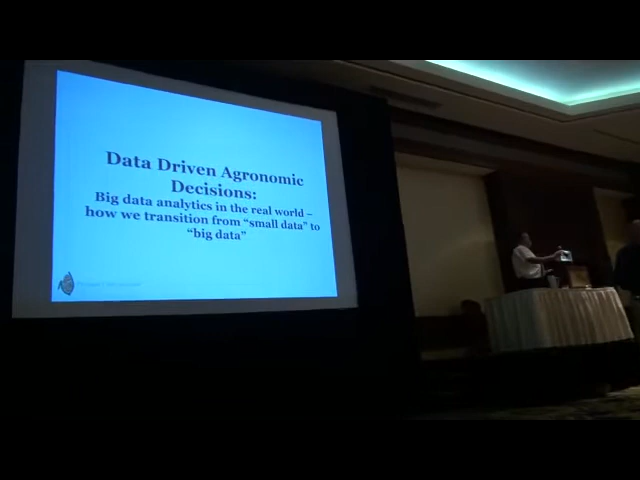 Data Driven Agronomic
Decisions:
Big data analytics in the real world –
how we transition from “small data” to
“big data”